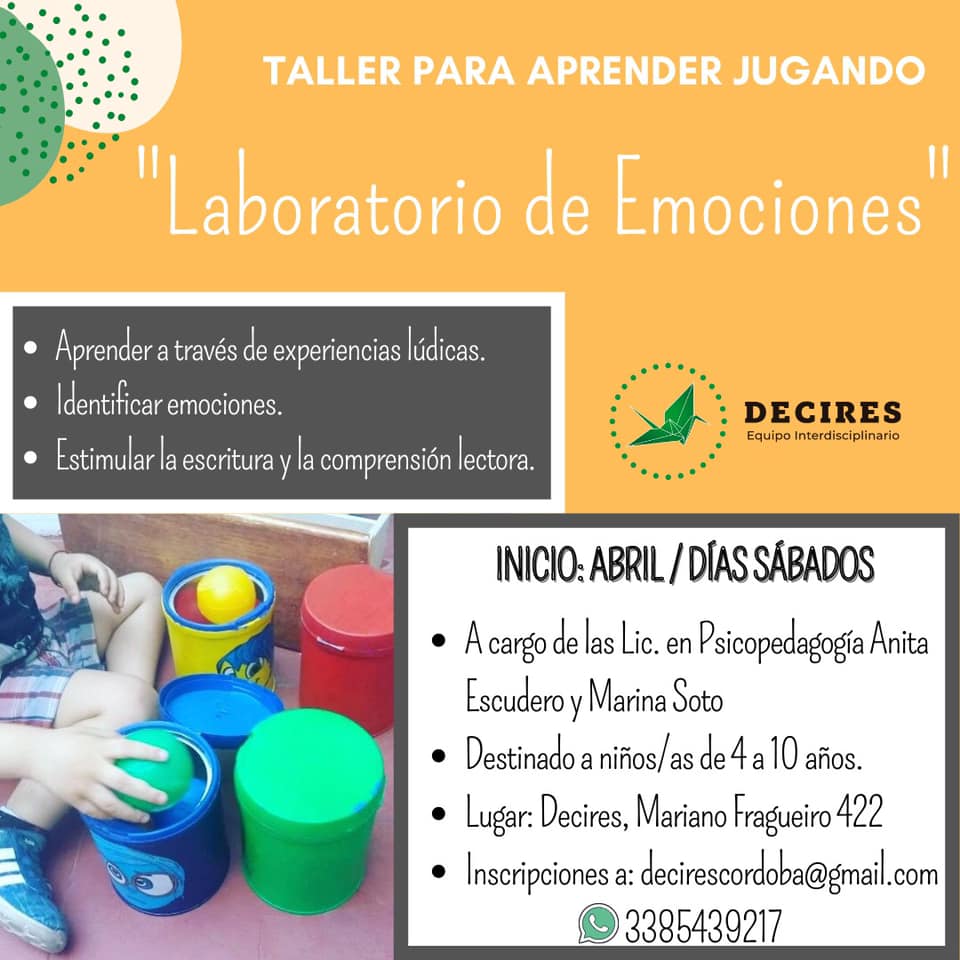 TALLER PARA APRENDER JUGANDO
"Laboratorio de Emociones"
• Aprender a través de experiencias lúdicas.
• Identificar emociones.
• Estimular la escritura y la comprensión lectora.
DECIRES
Equipo Interdisciplinario
INICIO: ABRIL / DÍAS SÁBADOS
• A cargo de las Lic. en Psicopedagogía Anita
Escudero y Marina Soto
• Destinado a niños/as de 4 a 10 años.
• Lugar: Decires, Mariano Fragueiro 422
• Inscripciones a: decirescordoba@gmail.com
3385439217